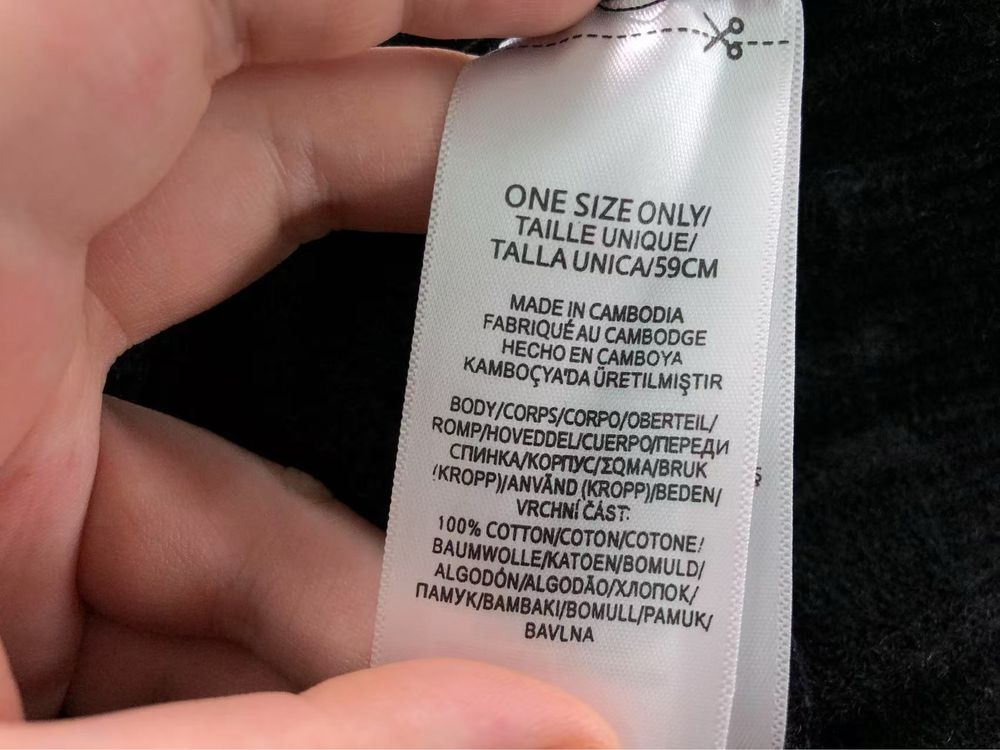 ONE SIZE ONLY/
TAILLE UNIQUE/
TALLA UNICA/59CM
MADE IN CAMBODIA
FABRIQUÉ AU CAMBODGE
HECHO EN CAMBOYA
KAMBOÇYA'DA ÜRETILMIŞTIR
BODY/CORPS/CORPO/OBERTEIL/
ROMP/HOVEDDEL/CUERPO/ПЕРЕДИ
СПИНКА/КОРПУС/ΣΩΜΑ/BRUK
(KROPP)/ANVÄND (KROPP)/BEDEN/
VRCHNÍ ČÁST:
100% COTTON/COTON/COTONE/
BAUMWOLLE/KATOEN/BOMULD/
ALGODÓN/ALGODÃO/ХЛОПОК/
ПАМУК/BAMBAKI/BOMULL/PAMUK/
BAVLNA